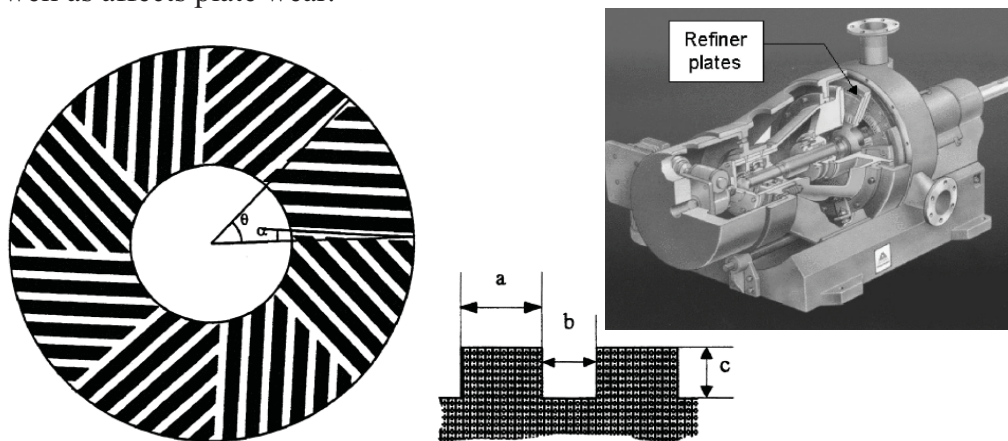 well as affects plate wear.
Refiner
plates
θ
α
a
b
c